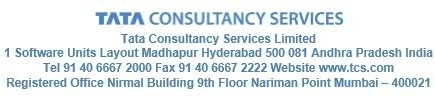 TATA CONSULTANCY SERVICES
Tata Consultancy Services Limited
1 Software Units Layout Madhapur Hyderabad 500 081 Andhra Pradesh India
Tel 91 40 6667 2000 Fax 91 40 6667 2222 Website www.tcs.com
Registered Office Nirmal Building 9th Floor Nariman Point Mumbai – 400021